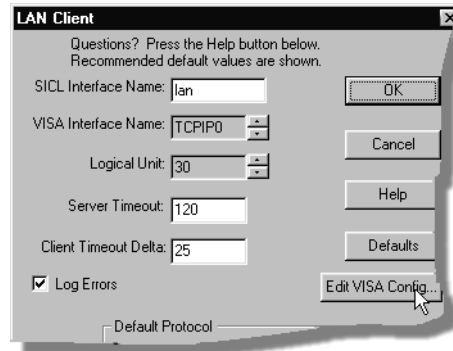 LAN Client
Questions? Press the Help button below.
Recommended default values are shown.
SICL Interface Name: lan
OK
VISA Interface Name: TCPIP0
Cancel
Logical Unit: 30
Help
Server Timeout: 120
Client Timeout Delta: 25
Defaults
Log Errors
Edit VISA Config...
Default Protocol